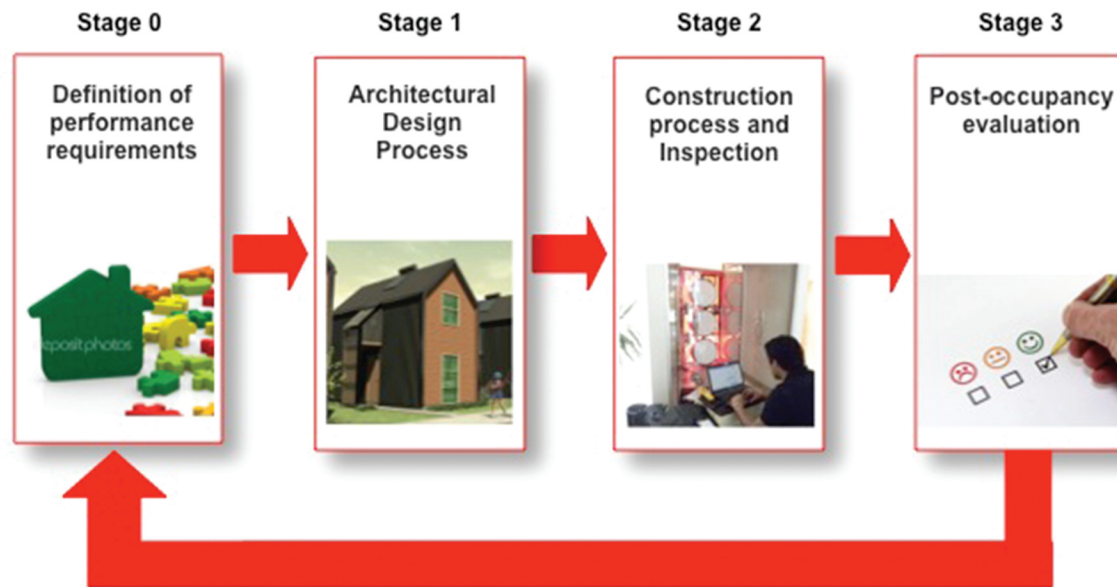 Stage 0
Stage 1
Stage 2
Stage 3
Definition of
performance
requirements
Architectural
Design
Process
Construction
process and
Inspection
Post-occupancy
evaluation
depositphotos